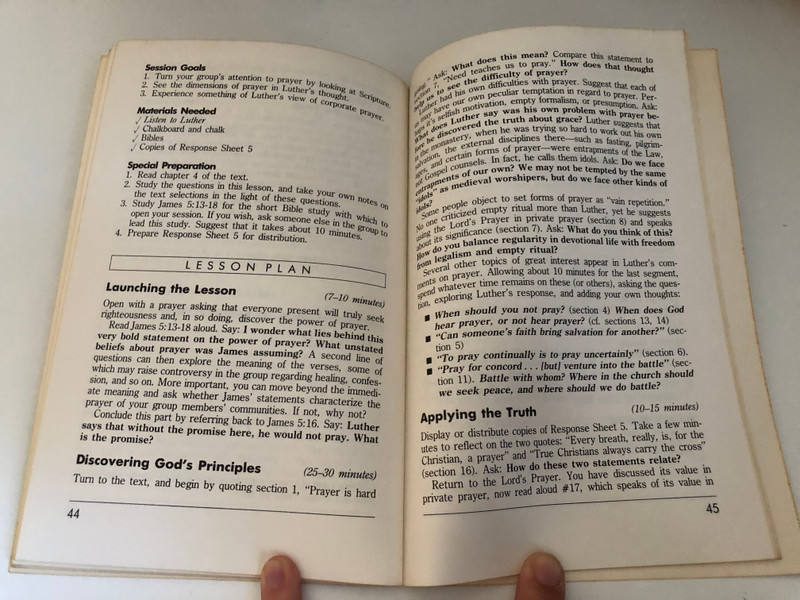 Session Goals
1. Turn your group's attention to prayer by looking at Scripture.
2. See the dimensions of prayer in Luther's thought.
3. Experience something of Luther's view of corporate prayer.
Materials Needed
✓ Listen to Luther
✓ Chalkboard and chalk
✓ Bibles
✓ Copies of Response Sheet 5
Special Preparation
1. Read chapter 4 of the text.
2. Study the questions in this lesson, and take your own notes on
the text selections in the light of these questions.
3. Study James 5:13-18 for the short Bible study with which to
open your session. If you wish, ask someone else in the group to
lead this study. Suggest that it takes about 10 minutes.
4. Prepare Response Sheet 5 for distribution.
LESSON PLAN
Launching the Lesson (7–10 minutes)
Open with a prayer asking that everyone present will truly seek
righteousness and, in so doing, discover the power of prayer.
Read James 5:13-18 aloud. Say: I wonder what lies behind this
very bold statement on the power of prayer? What unstated
beliefs about prayer was James assuming? A second line of
questions can then explore the meaning of the verses, some of
which may raise controversy in the group regarding healing, confes-
sion, and so on. More important, you can move beyond the immedi-
ate meaning and ask whether James' statements characterize the
prayer of your group members' communities. If not, why not?
Conclude this part by referring back to James 5:16. Say: Luther
says that without the promise here, he would not pray. What
is the promise?
Discovering God's Principles (25–30 minutes)
Turn to the text, and begin by quoting section 1, "Prayer is hard
44
Ask: What does this mean? Compare this statement to
"Need teaches us to pray." How does that thought
us to see the difficulty of prayer?
Luther had his own difficulties with prayer. Suggest that each of
may have our own peculiar temptation in regard to prayer. Per-
it's selfish motivation, empty formalism, or presumption. Ask:
What does Luther say was his own problem with prayer be-
he discovered the truth about grace? Luther suggests that
in the monastery, when he was trying so hard to work out his own
the external disciplines there—such as fasting, pilgrim-
and certain forms of prayer—were entrapments of the Law,
not Gospel counsels. In fact, he calls them idols. Ask: Do we face
entrapments of our own? We may not be tempted by the same
"idols" as medieval worshipers, but do we face other kinds of
idols?
Some people object to set forms of prayer as "vain repetition."
No one criticized empty ritual more than Luther, yet he suggests
using the Lord's Prayer in private prayer (section 8) and speaks
about its significance (section 7). Ask: What do you think of this?
How do you balance regularity in devotional life with freedom
from legalism and empty ritual?
Several other topics of great interest appear in Luther's com-
ments on prayer. Allowing about 10 minutes for the last segment,
spend whatever time remains on these (or others), asking the ques-
tion, exploring Luther's response, and adding your own thoughts:
■ When should you not pray? (section 4) When does God
hear prayer, or not hear prayer? (cf. sections 13, 14)
■ "Can someone's faith bring salvation for another?" (sec-
tion 5)
■ "To pray continually is to pray uncertainly" (section 6).
■ "Pray for concord . . . [but] venture into the battle" (sec-
tion 11). Battle with whom? Where in the church should
we seek peace, and where should we do battle?
Applying the Truth (10–15 minutes)
Display or distribute copies of Response Sheet 5. Take a few min-
utes to reflect on the two quotes: "Every breath, really, is, for the
Christian, a prayer" and "True Christians always carry the cross"
(section 16). Ask: How do these two statements relate?
Return to the Lord's Prayer. You have discussed its value in
private prayer, now read aloud #17, which speaks of its value in
45